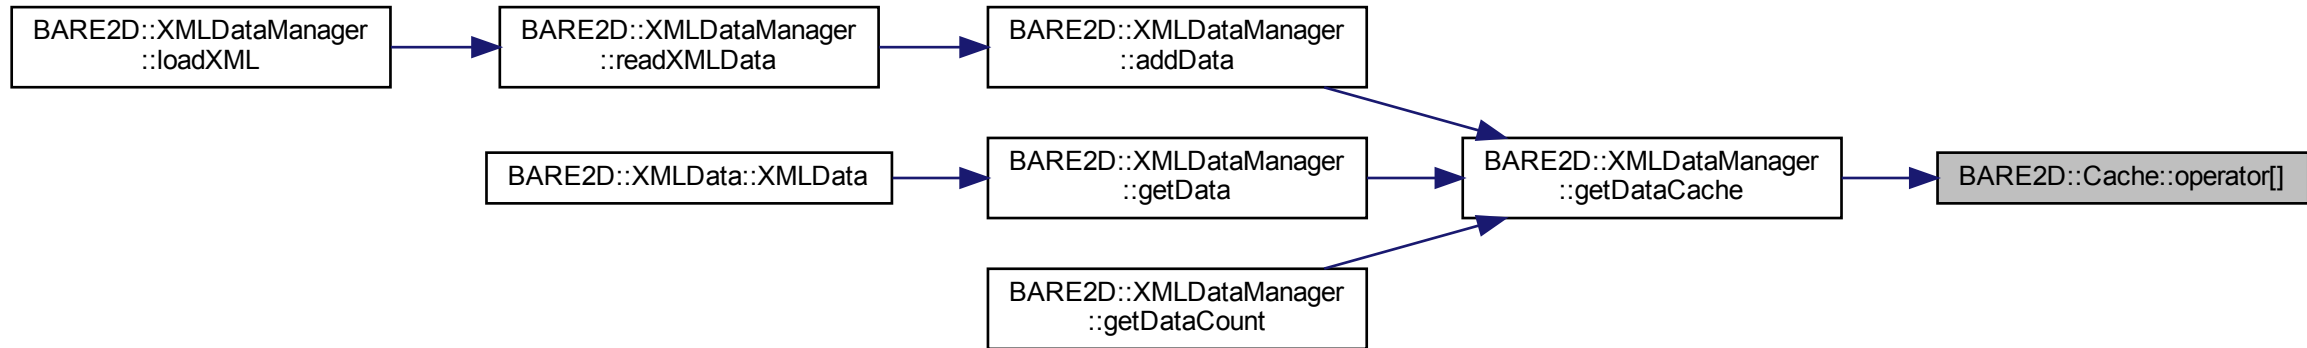 BARE2D::XMLDataManager
::loadXML
BARE2D::XMLDataManager
::readXMLData
BARE2D::XMLDataManager
::addData
BARE2D::XMLData::XMLData
BARE2D::XMLDataManager
::getData
BARE2D::XMLDataManager
::getDataCache
BARE2D::Cache::operator[]
BARE2D::XMLDataManager
::getDataCount